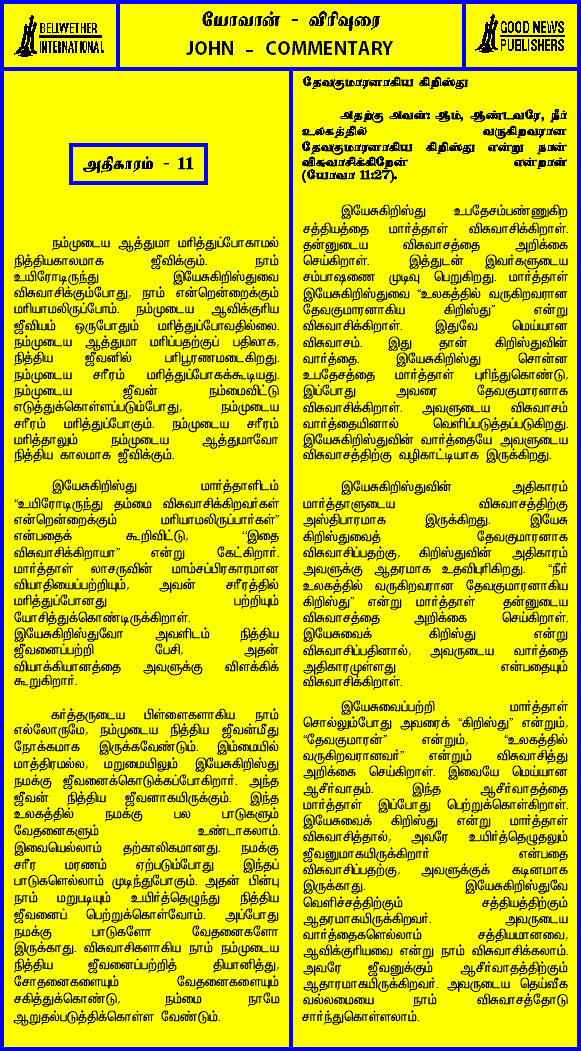 BELWETHER
INTERNATIONAL
யோவான் - விரிவுரை
JOHN - COMMENTARY
GOOD NEWS
PUBLISHERS
அதிகாரம் - 11
நம்முடைய ஆத்துமா மரித்துப்போகாமல்
நித்தியகாலமாக ஜீவிக்கும். நாம்
உயிரோடிருந்து இயேசுகிறிஸ்துவை
விசுவாசிக்கும்போது, நாம் என்றென்றைக்கும்
மரியாமலிருப்போம். நம்முடைய ஆவிக்குரிய
ஜீவியம் ஒருபோதும் மரித்துப்போவதில்லை.
நம்முடைய ஆத்துமா மரிப்பதற்குப் பதிலாக,
நித்திய ஜீவனில் பரிபூரணமடைகிறது.
நம்முடைய சரீரம் மரித்துப்போகக்கூடியது.
நம்முடைய ஜீவன் நம்மைவிட்டு
எடுத்துக்கொள்ளப்படும்போது, நம்முடைய
சரீரம் மரித்துப்போகும். நம்முடைய சரீரம்
மரித்தாலும் நம்முடைய ஆத்துமாவோ
நித்திய காலமாக ஜீவிக்கும்.
இயேசுகிறிஸ்து மார்த்தாளிடம்
“உயிரோடிருந்து தம்மை விசுவாசிக்கிறவர்கள்
என்றென்றைக்கும் மரியாமலிருப்பார்கள்”
என்பதைக் கூறிவிட்டு, “இதை
விசுவாசிக்கிறாயா” என்று கேட்கிறார்.
மார்த்தாள் லாசருவின் மாம்சப்பிரகாரமான
வியாதியைப்பற்றியும், அவன் சரீரத்தில்
மரித்துப்போனது பற்றியும்
யோசித்துக்கொண்டிருக்கிறாள்.
இயேசுகிறிஸ்துவோ அவளிடம் நித்திய
ஜீவனைப்பற்றி பேசி, அதன்
வியாக்கியானத்தை அவளுக்கு விளக்கிக்
கூறுகிறார்.
கர்த்தருடைய பிள்ளைகளாகிய நாம்
எல்லோருமே, நம்முடைய நித்திய ஜீவன்மீது
நோக்கமாக இருக்கவேண்டும். இம்மையில்
மாத்திரமல்ல, மறுமையிலும் இயேசுகிறிஸ்து
நமக்கு ஜீவனைக்கொடுக்கப்போகிறார். அந்த
ஜீவன் நித்திய ஜீவனாகயிருக்கும். இந்த
உலகத்தில் நமக்கு பல பாடுகளும்
வேதனைகளும் உண்டாகலாம்.
இவையெல்லாம் தற்காலிகமானது. நமக்கு
சரீர மரணம் ஏற்படும்போது இந்தப்
பாடுகளெல்லாம் முடிந்துபோகும். அதன் பின்பு
நாம் மறுபடியும் உயிர்த்தெழுந்து நித்திய
ஜீவனைப் பெற்றுக்கொள்வோம். அப்போது
நமக்கு பாடுகளோ வேதனைகளோ
இருக்காது. விசுவாசிகளாகிய நாம் நம்முடைய
நித்திய ஜீவனைப்பற்றித் தியானித்து,
சோதனைகளையும் வேதனைகளையும்
சகித்துக்கொண்டு, நம்மை நாமே
ஆறுதல்படுத்திக்கொள்ள வேண்டும்.
தேவகுமாரனாகிய கிறிஸ்து
அதற்கு அவள்: ஆம், ஆண்டவரே, நீர்
உலகத்தில் வருகிறவரான
தேவகுமாரனாகிய கிறிஸ்து என்று நான்
விசுவாசிக்கிறேன் என்றாள்
(யோவா 11:27).
இயேசுகிறிஸ்து உபதேசம்பண்ணுகிற
சத்தியத்தை மார்த்தாள் விசுவாசிக்கிறாள்.
தன்னுடைய விசுவாசத்தை அறிக்கை
செய்கிறாள். இத்துடன் இவர்களுடைய
சம்பாஷணை முடிவு பெறுகிறது. மார்த்தாள்
இயேசுகிறிஸ்துவை “உலகத்தில் வருகிறவரான
தேவகுமாரனாகிய கிறிஸ்து” என்று
விசுவாசிக்கிறாள். இதுவே மெய்யான
விசுவாசம். இது தான் கிறிஸ்துவின்
வார்த்தை. இயேசுகிறிஸ்து சொன்ன
உபதேசத்தை மார்த்தாள் புரிந்துகொண்டு,
இப்போது அவரை தேவகுமாரனாக
விசுவாசிக்கிறாள். அவளுடைய விசுவாசம்
வார்த்தையினால் வெளிப்படுத்தப்படுகிறது.
இயேசுகிறிஸ்துவின் வார்த்தையே அவளுடைய
விசுவாசத்திற்கு வழிகாட்டியாக இருக்கிறது.
இயேசுகிறிஸ்துவின் அதிகாரம்
மார்த்தாளுடைய விசுவாசத்திற்கு
அஸ்திபாரமாக இருக்கிறது. இயேசு
கிறிஸ்துவைத் தேவகுமாரனாக
விசுவாசிப்பதற்கு, கிறிஸ்துவின் அதிகாரம்
அவளுக்கு ஆதரமாக உதவிபுரிகிறது. “நீர்
உலகத்தில் வருகிறவரான தேவகுமாரனாகிய
கிறிஸ்து” என்று மார்த்தாள் தன்னுடைய
விசுவாசத்தை அறிக்கை செய்கிறாள்.
இயேசுவைக் கிறிஸ்து என்று
விசுவாசிப்பதினால், அவருடைய வார்த்தை
அதிகாரமுள்ளது என்பதையும்
விசுவாசிக்கிறாள்.
இயேசுவைப்பற்றி மார்த்தாள்
சொல்லும்போது அவரைக் “கிறிஸ்து” என்றும்,
“தேவகுமாரன்” என்றும், “உலகத்தில்
வருகிறவரானவர்” என்றும் விசுவாசித்து
அறிக்கை செய்கிறாள். இவையே மெய்யான
ஆசீர்வாதம். இந்த ஆசீர்வாதத்தை
மார்த்தாள் இப்போது பெற்றுக்கொள்கிறாள்.
இயேசுவைக் கிறிஸ்து என்று மார்த்தாள்
விசுவாசித்தால், அவரே உயிர்த்தெழுதலும்
ஜீவனுமாகயிருக்கிறார் என்பதை
விசுவாசிப்பதற்கு, அவளுக்குக் கடினமாக
இருக்காது. இயேசுகிறிஸ்துவே
வெளிச்சத்திற்கும் சத்தியத்திற்கும்
ஆதரமாகயிருக்கிறவர். அவருடைய
வார்த்தைகளெல்லாம் சத்தியமானவை,
ஆவிக்குரியவை என்று நாம் விசுவாசிக்கலாம்.
அவரே ஜீவனுக்கும் ஆசீர்வாதத்திற்கும்
ஆதாரமாகயிருக்கிறவர். அவருடைய தெய்வீக
வல்லமையை நாம் விசுவாசத்தோடு
சார்ந்துகொள்ளலாம்.